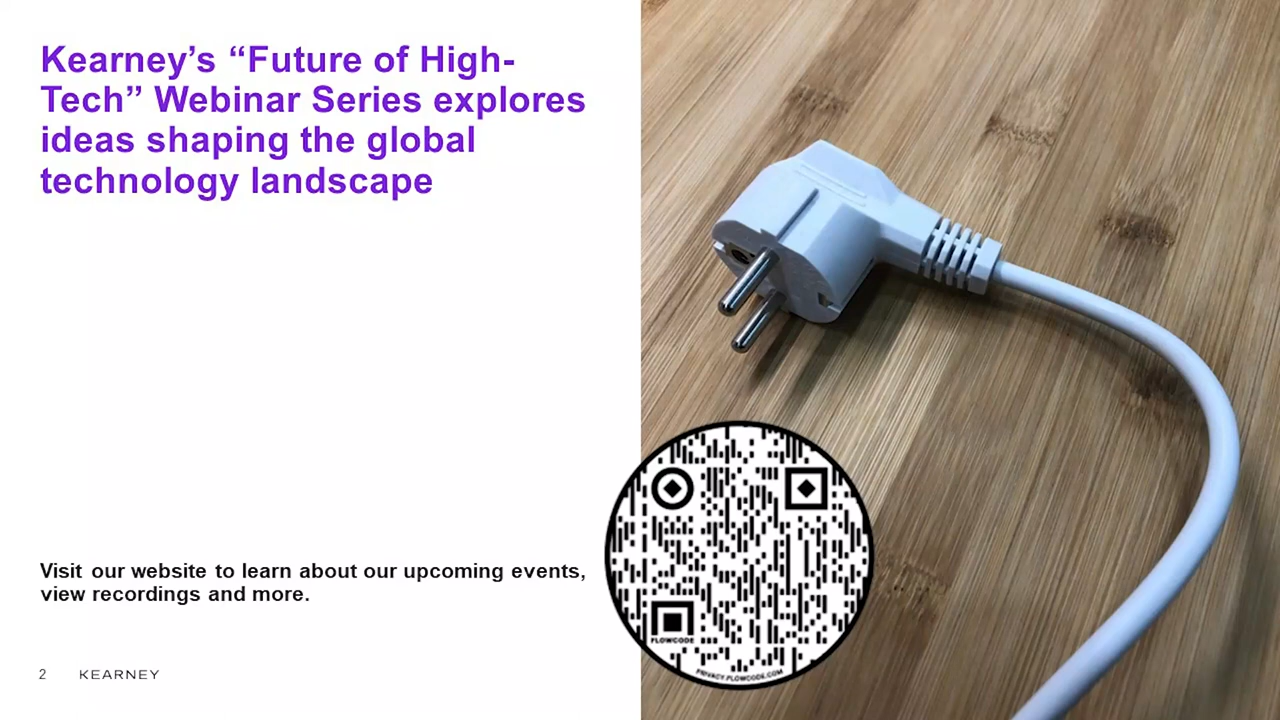 Kearney’s “Future of High-
Tech” Webinar Series explores
ideas shaping the global
technology landscape
Visit our website to learn about our upcoming events,
view recordings and more.
FLOWCODE
PRIVACY.FLOWCODE.COM
2 KEARNEY